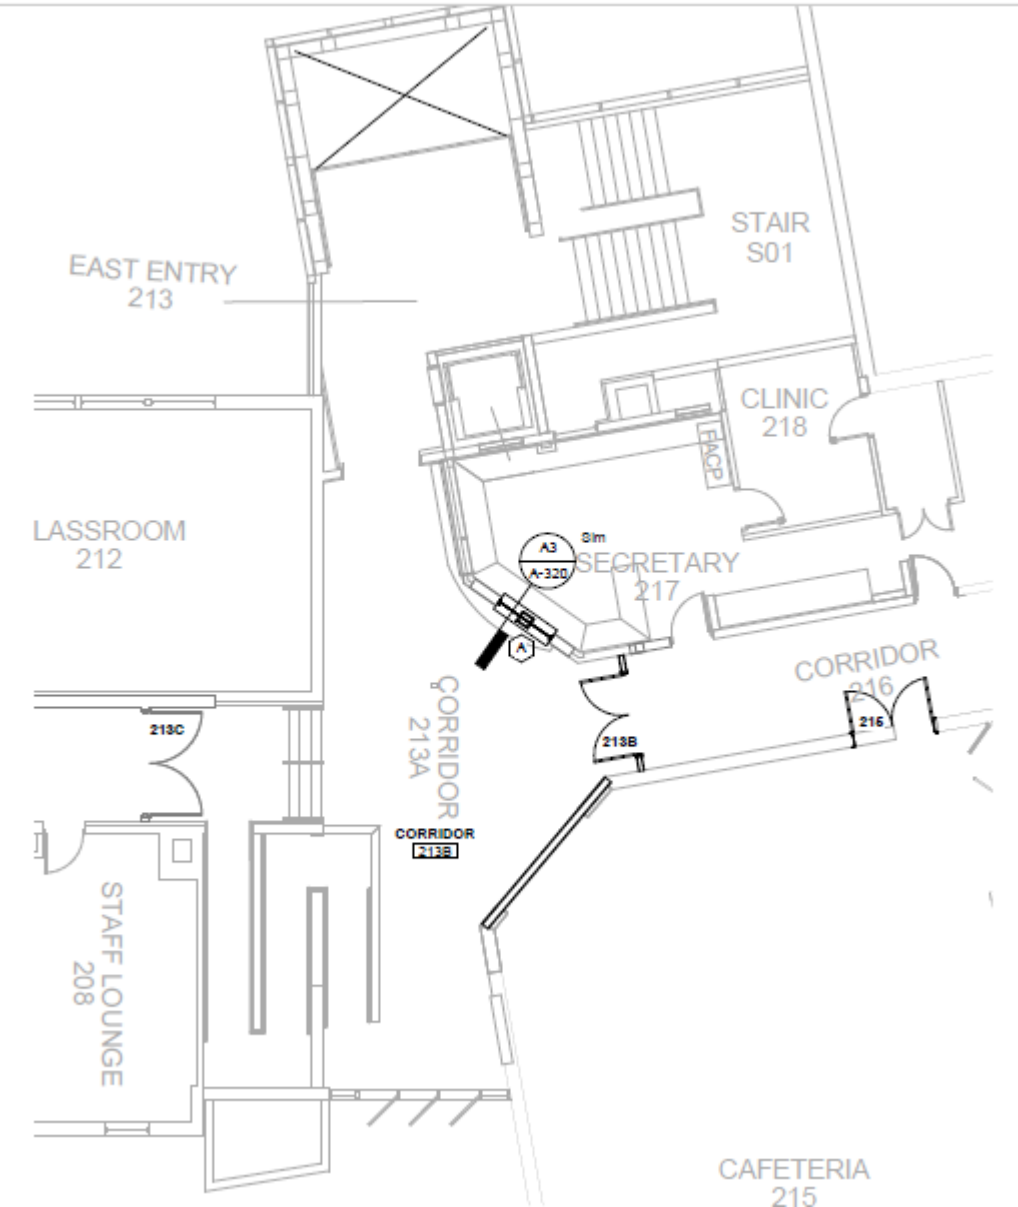 STAIR
S01
EAST ENTRY
213
CLINIC
218
FACP
LASSROOM
212
A3
A-320
Sim
SECRETARY
217
A
CORRIDOR
216
CORRIDOR
213A
213C
213B
215
CORRIDOR
213B
STAFF LOUNGE
208
CAFETERIA
215